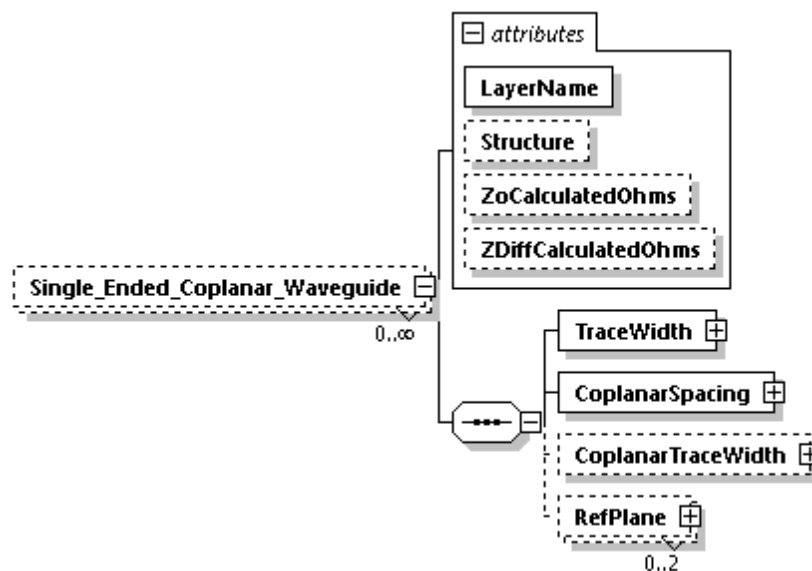 attributes
LayerName
Structure
ZoCalculatedOhms
ZDiffCalculatedOhms
Single_Ended_Coplanar_Waveguide
0..∞
TraceWidth
CoplanarSpacing
CoplanarTraceWidth
RefPlane
0..2